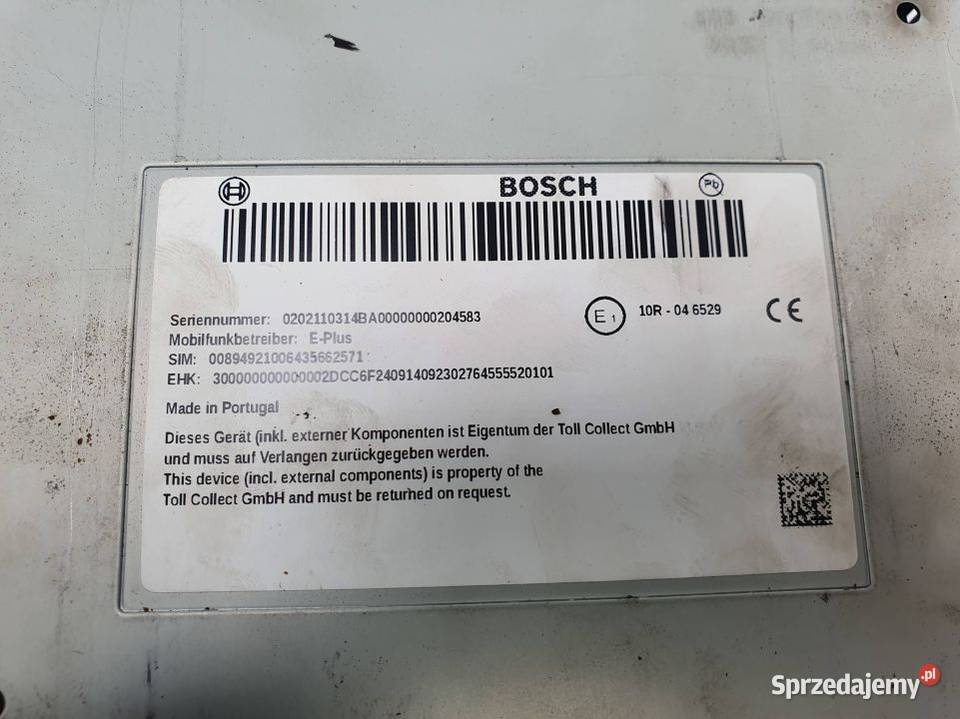 BOSCH
Pb
Seriennummer: 0202110314BA00000000204583
E1
10R - 04 6529
CE
Mobilfunkbetreiber: E-Plus
SIM: 00894921006435662571
EHK: 300000000000002DCC6F240914092302764555520101
Made in Portugal
Dieses Gerät (inkl. externer Komponenten ist Eigentum der Toll Collect GmbH
und muss auf Verlangen zurückgegeben werden.
This device (incl. external components) is property of the
Toll Collect GmbH and must be returned on request.
Sprzedajemy.pl